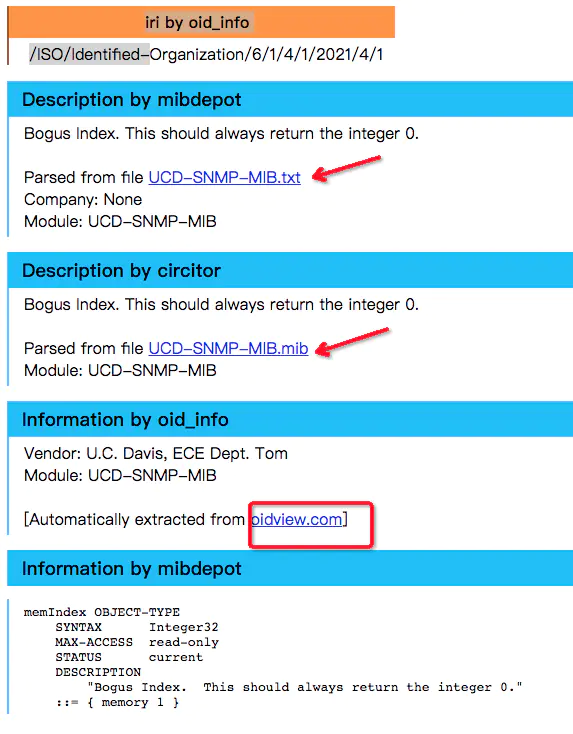 iri by oid_info
/ISO/Identified-Organization/6/1/4/1/2021/4/1
Description by mibdepot
Bogus Index. This should always return the integer 0.
Parsed from file UCD-SNMP-MIB.txt
Company: None
Module: UCD-SNMP-MIB
Description by circitor
Bogus Index. This should always return the integer 0.
Parsed from file UCD-SNMP-MIB.mib
Module: UCD-SNMP-MIB
Information by oid_info
Vendor: U.C. Davis, ECE Dept. Tom
Module: UCD-SNMP-MIB
[Automatically extracted from oidview.com]
Information by mibdepot
memIndex OBJECT-TYPE
SYNTAX Integer32
MAX-ACCESS read-only
STATUS current
DESCRIPTION
"Bogus Index. This should always return the integer 0."
::= { memory 1 }